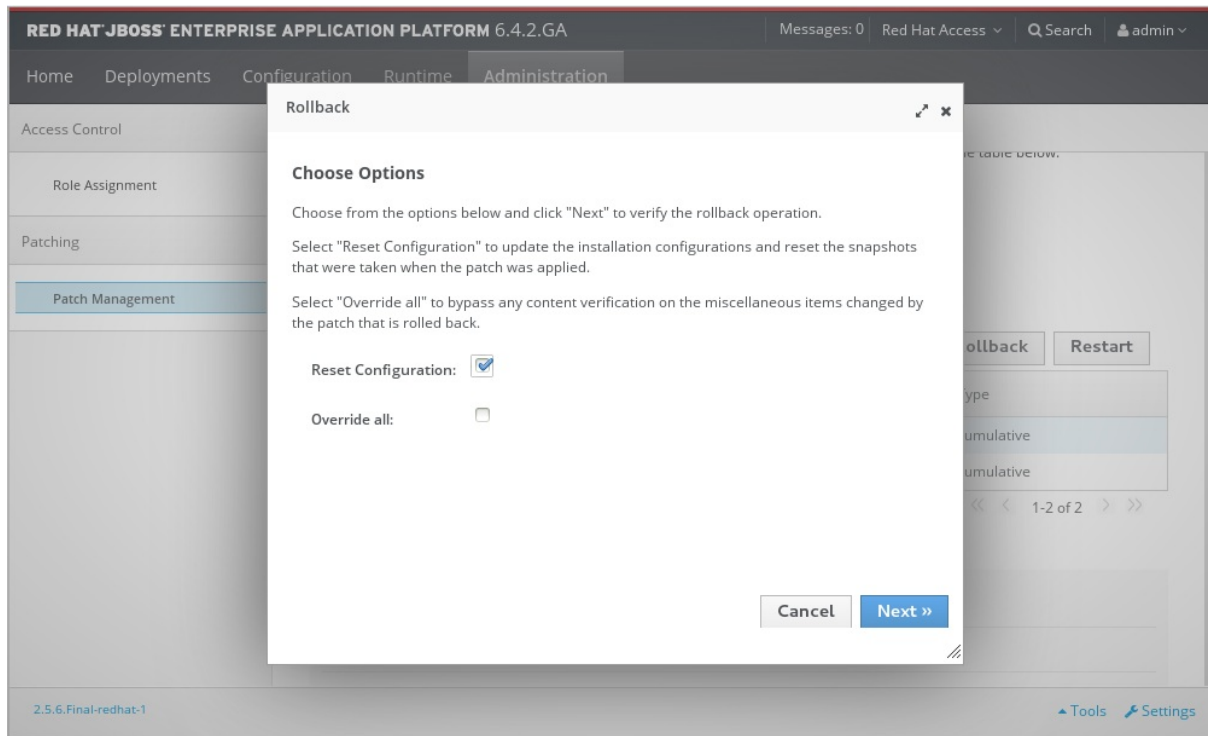 RED HAT JBOSS ENTERPRISE APPLICATION PLATFORM 6.4.2.GA
Messages: 0 Red Hat Access Search admin
Home Deployments Configuration Runtime Administration
Access Control
Role Assignment
Patching
Patch Management
Rollback
Choose Options
Choose from the options below and click "Next" to verify the rollback operation.
Select "Reset Configuration" to update the installation configurations and reset the snapshots
that were taken when the patch was applied.
Select "Override all" to bypass any content verification on the miscellaneous items changed by
the patch that is rolled back.
Reset Configuration:
Override all:
Cancel Next »
table below.
ollback Restart
ype
umulative
umulative
1-2 of 2
2.5.6.Final-redhat-1
Tools Settings